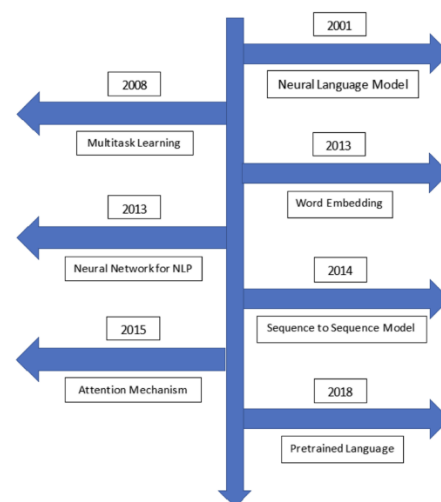 2001
Neural Language Model
2008
Multitask Learning
2013
Word Embedding
2013
Neural Network for NLP
2014
Sequence to Sequence Model
2015
Attention Mechanism
2018
Pretrained Language